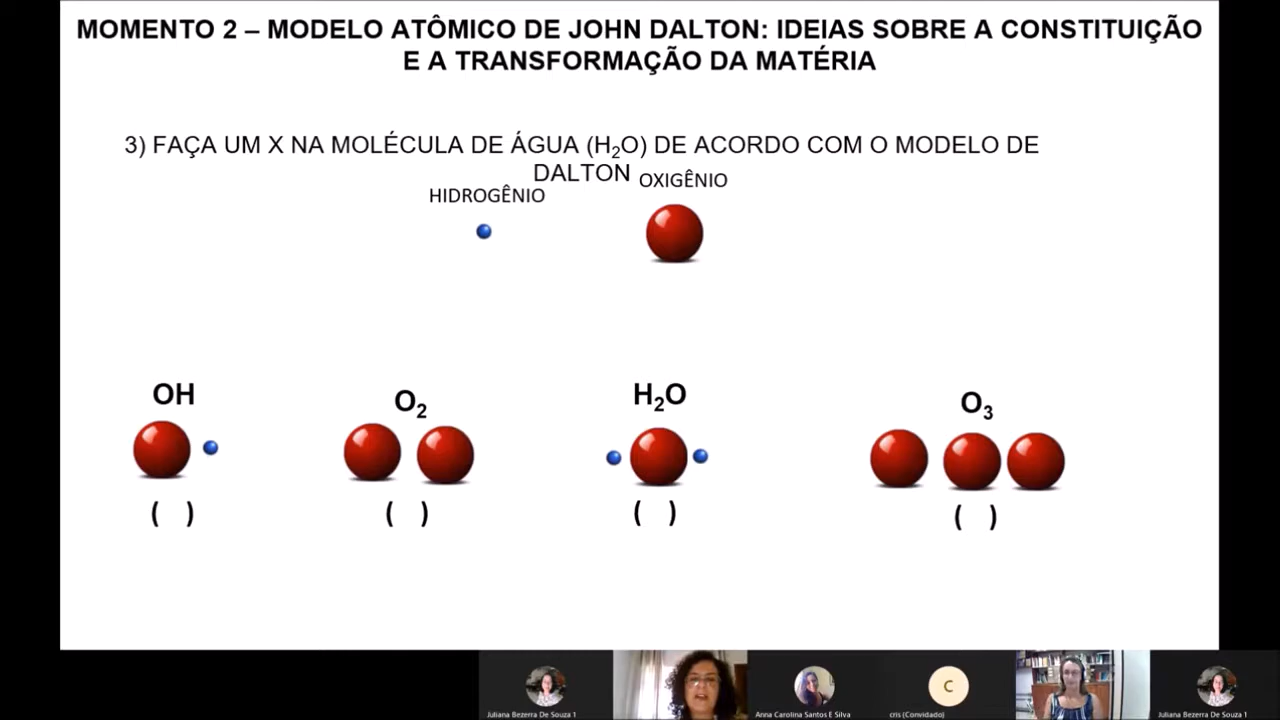 MOMENTO 2 – MODELO ATÔMICO DE JOHN DALTON: IDEIAS SOBRE A CONSTITUIÇÃO
E A TRANSFORMAÇÃO DA MATÉRIA
3) FAÇA UM X NA MOLÉCULA DE ÁGUA (H₂O) DE ACORDO COM O MODELO DE
DALTON
HIDROGÊNIO
OXIGÊNIO
OH
O₂
H₂O
O₃
( )
( )
( )
( )
Juliana Bezerra De Souza 1
Anna Carolina Santos E Silva
C
cris (Convidado)
Juliana Bezerra De Souza 1